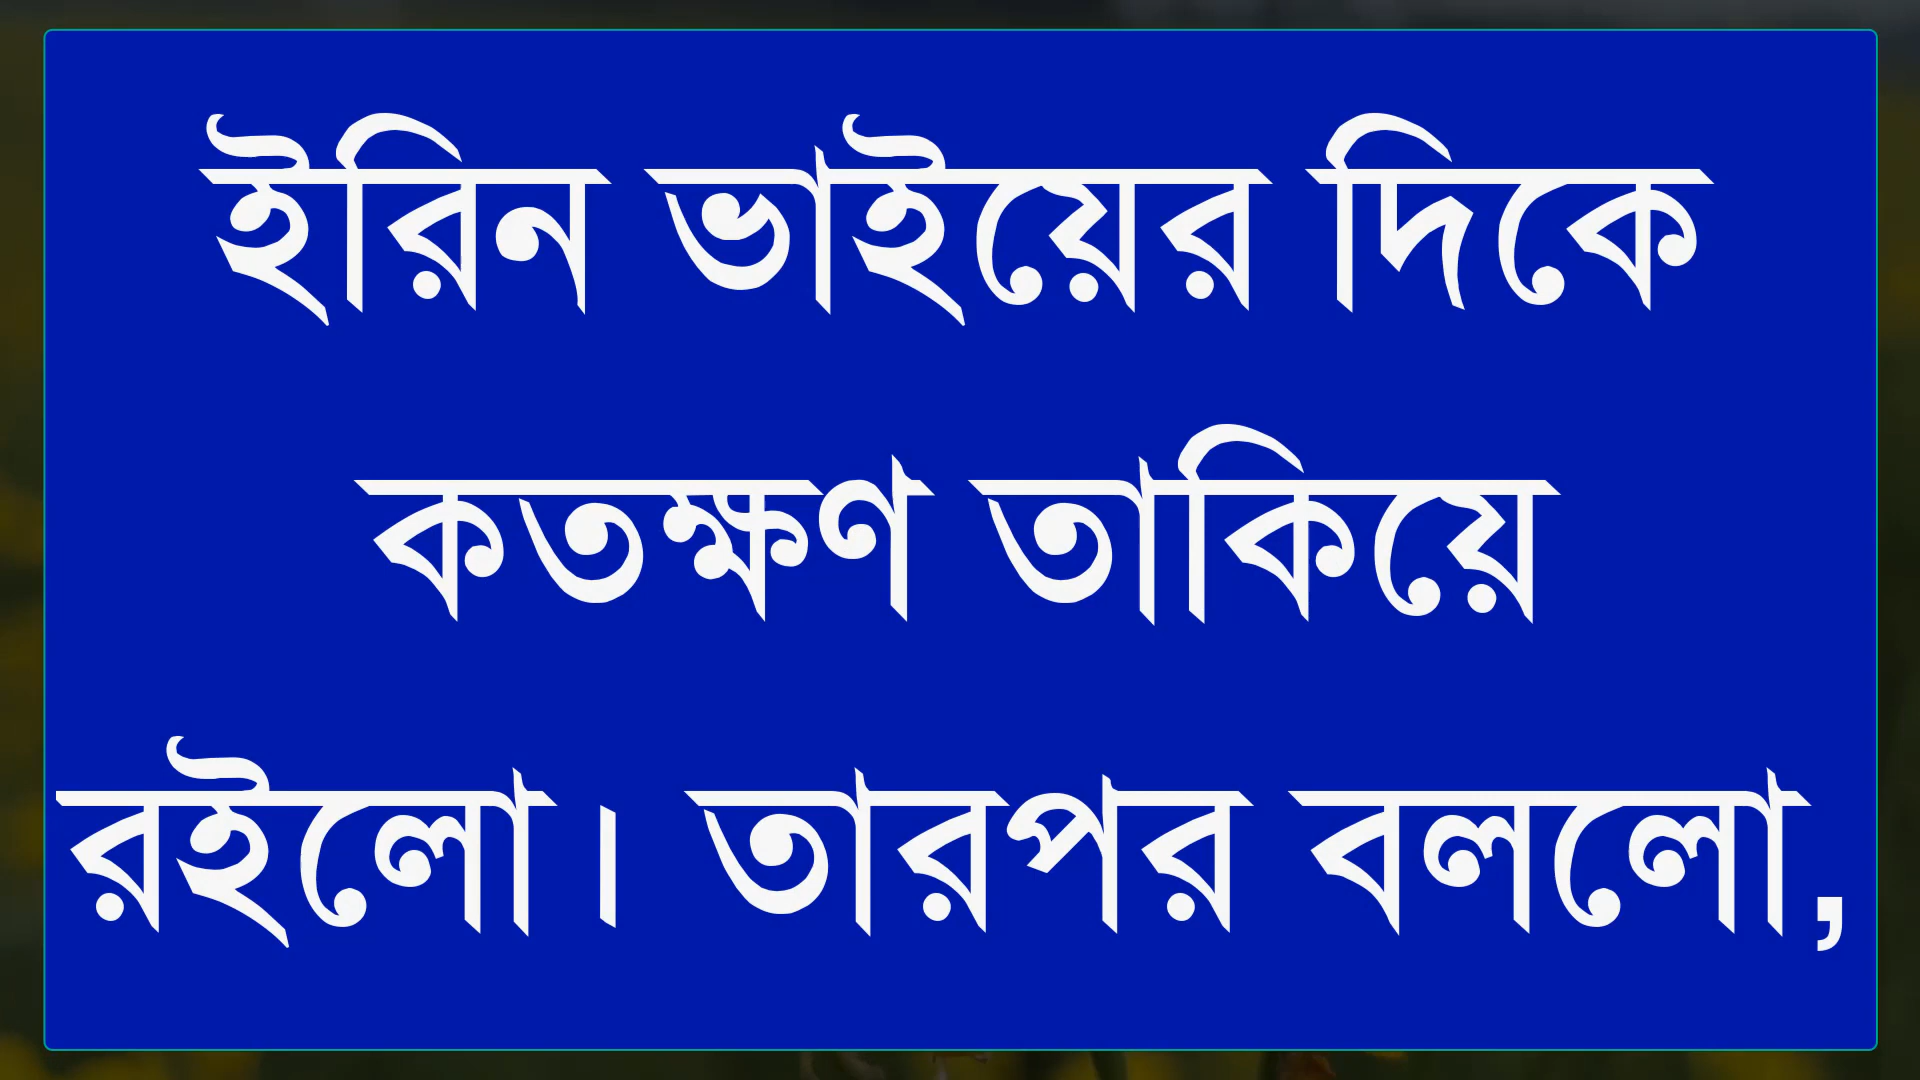 ইরিন ভাইয়ের দিকে
কতক্ষণ তাকিয়ে
রইলো। তারপর বললো,